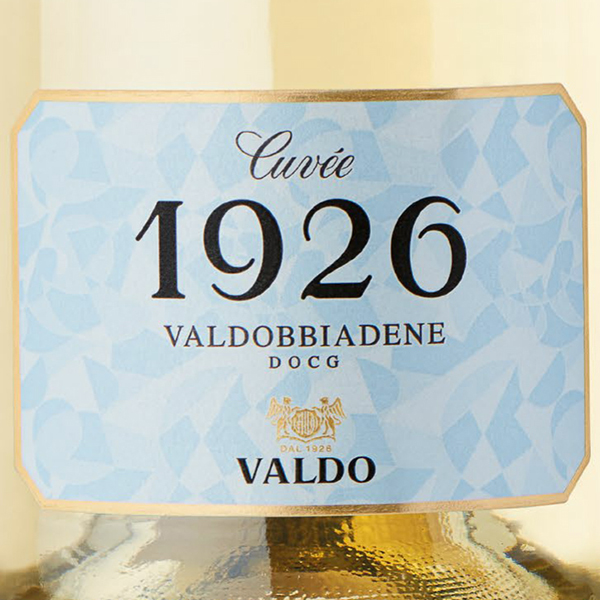 Cuvée
1926
VALDOBBIADENE
DOCG
DAL 1926
VALDO